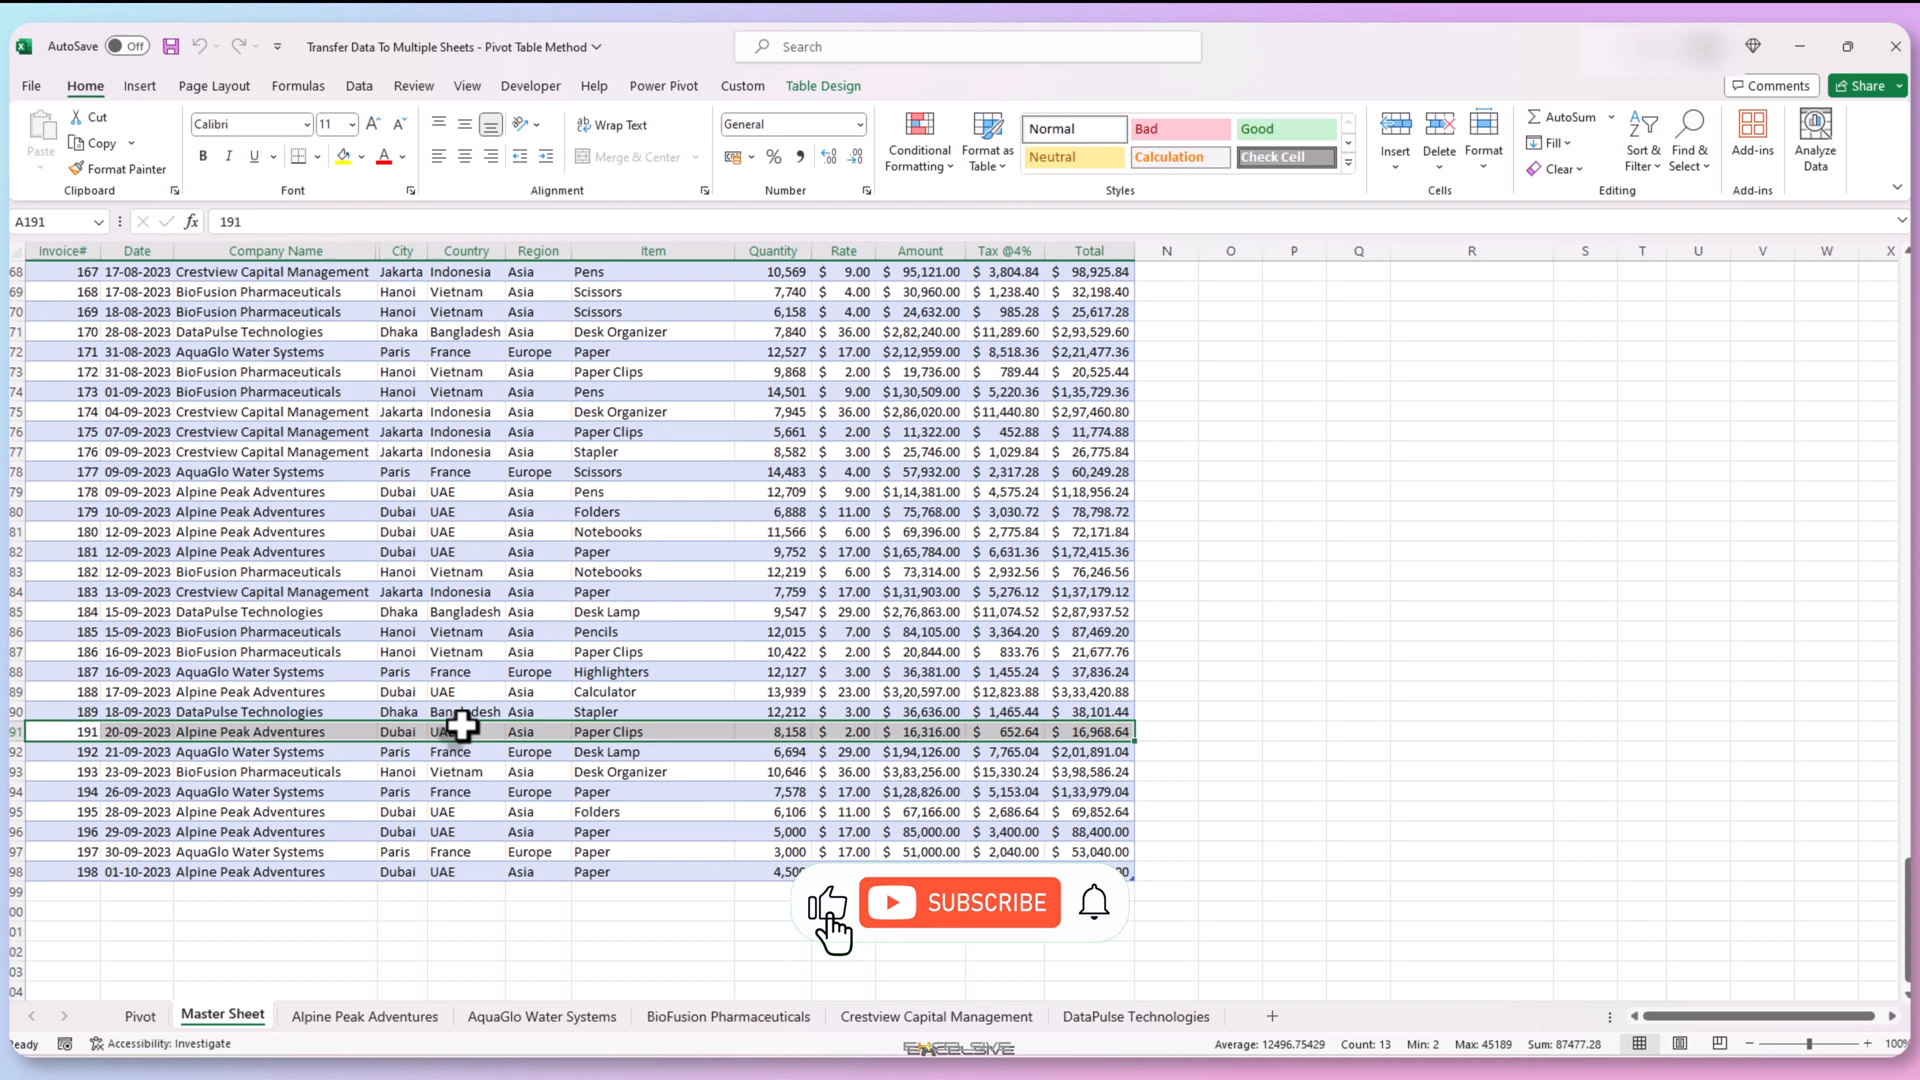 AutoSave Off Transfer Data To Multiple Sheets - Pivot Table Method Search
File Home Insert Page Layout Formulas Data Review View Developer Help Power Pivot Custom Table Design Comments Share
Paste Cut Copy Format Painter Clipboard
Calibri 11 B I U Font
Wrap Text Merge & Center Alignment
General % Number
Conditional Formatting Format as Table Normal Bad Good Neutral Calculation Check Cell Styles
Insert Delete Format Cells
AutoSum Fill Clear Sort & Filter Find & Select Editing
Add-ins Add-ins
Analyze Data
A191 fx 191
Invoice# Date Company Name City Country Region Item Quantity Rate Amount Tax @4% Total N O P Q R S T U V W X
68 167 17-08-2023 Crestview Capital Management Jakarta Indonesia Asia Pens 10,569 $ 9.00 $ 95,121.00 $ 3,804.84 $ 98,925.84
69 168 17-08-2023 BioFusion Pharmaceuticals Hanoi Vietnam Asia Scissors 7,740 $ 4.00 $ 30,960.00 $ 1,238.40 $ 32,198.40
70 169 18-08-2023 BioFusion Pharmaceuticals Hanoi Vietnam Asia Scissors 6,158 $ 4.00 $ 24,632.00 $ 985.28 $ 25,617.28
71 170 28-08-2023 DataPulse Technologies Dhaka Bangladesh Asia Desk Organizer 7,840 $ 36.00 $2,82,240.00 $11,289.60 $2,93,529.60
72 171 31-08-2023 AquaGlo Water Systems Paris France Europe Paper 12,527 $ 17.00 $2,12,959.00 $ 8,518.36 $2,21,477.36
73 172 31-08-2023 BioFusion Pharmaceuticals Hanoi Vietnam Asia Paper Clips 9,868 $ 2.00 $ 19,736.00 $ 789.44 $ 20,525.44
74 173 01-09-2023 BioFusion Pharmaceuticals Hanoi Vietnam Asia Pens 14,501 $ 9.00 $1,30,509.00 $ 5,220.36 $1,35,729.36
75 174 04-09-2023 Crestview Capital Management Jakarta Indonesia Asia Desk Organizer 7,945 $ 36.00 $2,86,020.00 $11,440.80 $2,97,460.80
76 175 07-09-2023 Crestview Capital Management Jakarta Indonesia Asia Paper Clips 5,661 $ 2.00 $ 11,322.00 $ 452.88 $ 11,774.88
77 176 09-09-2023 Crestview Capital Management Jakarta Indonesia Asia Stapler 8,582 $ 3.00 $ 25,746.00 $ 1,029.84 $ 26,775.84
78 177 09-09-2023 AquaGlo Water Systems Paris France Europe Scissors 14,483 $ 4.00 $ 57,932.00 $ 2,317.28 $ 60,249.28
79 178 09-09-2023 Alpine Peak Adventures Dubai UAE Asia Pens 12,709 $ 9.00 $1,14,381.00 $ 4,575.24 $1,18,956.24
80 179 10-09-2023 Alpine Peak Adventures Dubai UAE Asia Folders 6,888 $ 11.00 $ 75,768.00 $ 3,030.72 $ 78,798.72
81 180 12-09-2023 Alpine Peak Adventures Dubai UAE Asia Notebooks 11,566 $ 6.00 $ 69,396.00 $ 2,775.84 $ 72,171.84
82 181 12-09-2023 Alpine Peak Adventures Dubai UAE Asia Paper 9,752 $ 17.00 $1,65,784.00 $ 6,631.36 $1,72,415.36
83 182 12-09-2023 BioFusion Pharmaceuticals Hanoi Vietnam Asia Notebooks 12,219 $ 6.00 $ 73,314.00 $ 2,932.56 $ 76,246.56
84 183 13-09-2023 Crestview Capital Management Jakarta Indonesia Asia Paper 7,759 $ 17.00 $1,31,903.00 $ 5,276.12 $1,37,179.12
85 184 15-09-2023 DataPulse Technologies Dhaka Bangladesh Asia Desk Lamp 9,547 $ 29.00 $2,76,863.00 $11,074.52 $2,87,937.52
86 185 15-09-2023 BioFusion Pharmaceuticals Hanoi Vietnam Asia Pencils 12,015 $ 7.00 $ 84,105.00 $ 3,364.20 $ 87,469.20
87 186 16-09-2023 BioFusion Pharmaceuticals Hanoi Vietnam Asia Paper Clips 10,422 $ 2.00 $ 20,844.00 $ 833.76 $ 21,677.76
88 187 16-09-2023 AquaGlo Water Systems Paris France Europe Highlighters 12,127 $ 3.00 $ 36,381.00 $ 1,455.24 $ 37,836.24
89 188 17-09-2023 Alpine Peak Adventures Dubai UAE Asia Calculator 13,939 $ 23.00 $3,20,597.00 $12,823.88 $3,33,420.88
90 189 18-09-2023 DataPulse Technologies Dhaka Bangladesh Asia Stapler 12,212 $ 3.00 $ 36,636.00 $ 1,465.44 $ 38,101.44
91 191 20-09-2023 Alpine Peak Adventures Dubai UAE Asia Paper Clips 8,158 $ 2.00 $ 16,316.00 $ 652.64 $ 16,968.64
92 192 21-09-2023 AquaGlo Water Systems Paris France Europe Desk Lamp 6,694 $ 29.00 $1,94,126.00 $ 7,765.04 $2,01,891.04
93 193 23-09-2023 BioFusion Pharmaceuticals Hanoi Vietnam Asia Desk Organizer 10,646 $ 36.00 $3,83,256.00 $15,330.24 $3,98,586.24
94 194 26-09-2023 AquaGlo Water Systems Paris France Europe Paper 7,578 $ 17.00 $1,28,826.00 $ 5,153.04 $1,33,979.04
95 195 28-09-2023 Alpine Peak Adventures Dubai UAE Asia Folders 6,106 $ 11.00 $ 67,166.00 $ 2,686.64 $ 69,852.64
96 196 29-09-2023 Alpine Peak Adventures Dubai UAE Asia Paper 5,000 $ 17.00 $ 85,000.00 $ 3,400.00 $ 88,400.00
97 197 30-09-2023 AquaGlo Water Systems Paris France Europe Paper 3,000 $ 17.00 $ 51,000.00 $ 2,040.00 $ 53,040.00
98 198 01-10-2023 Alpine Peak Adventures Dubai UAE Asia Paper 4,500
99
00
01
02
03
04
SUBSCRIBE
Pivot Master Sheet Alpine Peak Adventures AquaGlo Water Systems BioFusion Pharmaceuticals Crestview Capital Management DataPulse Technologies
eady Accessibility: Investigate EXCELSIVE Average: 12496.75429 Count: 13 Min: 2 Max: 45189 Sum: 87477.28 100%